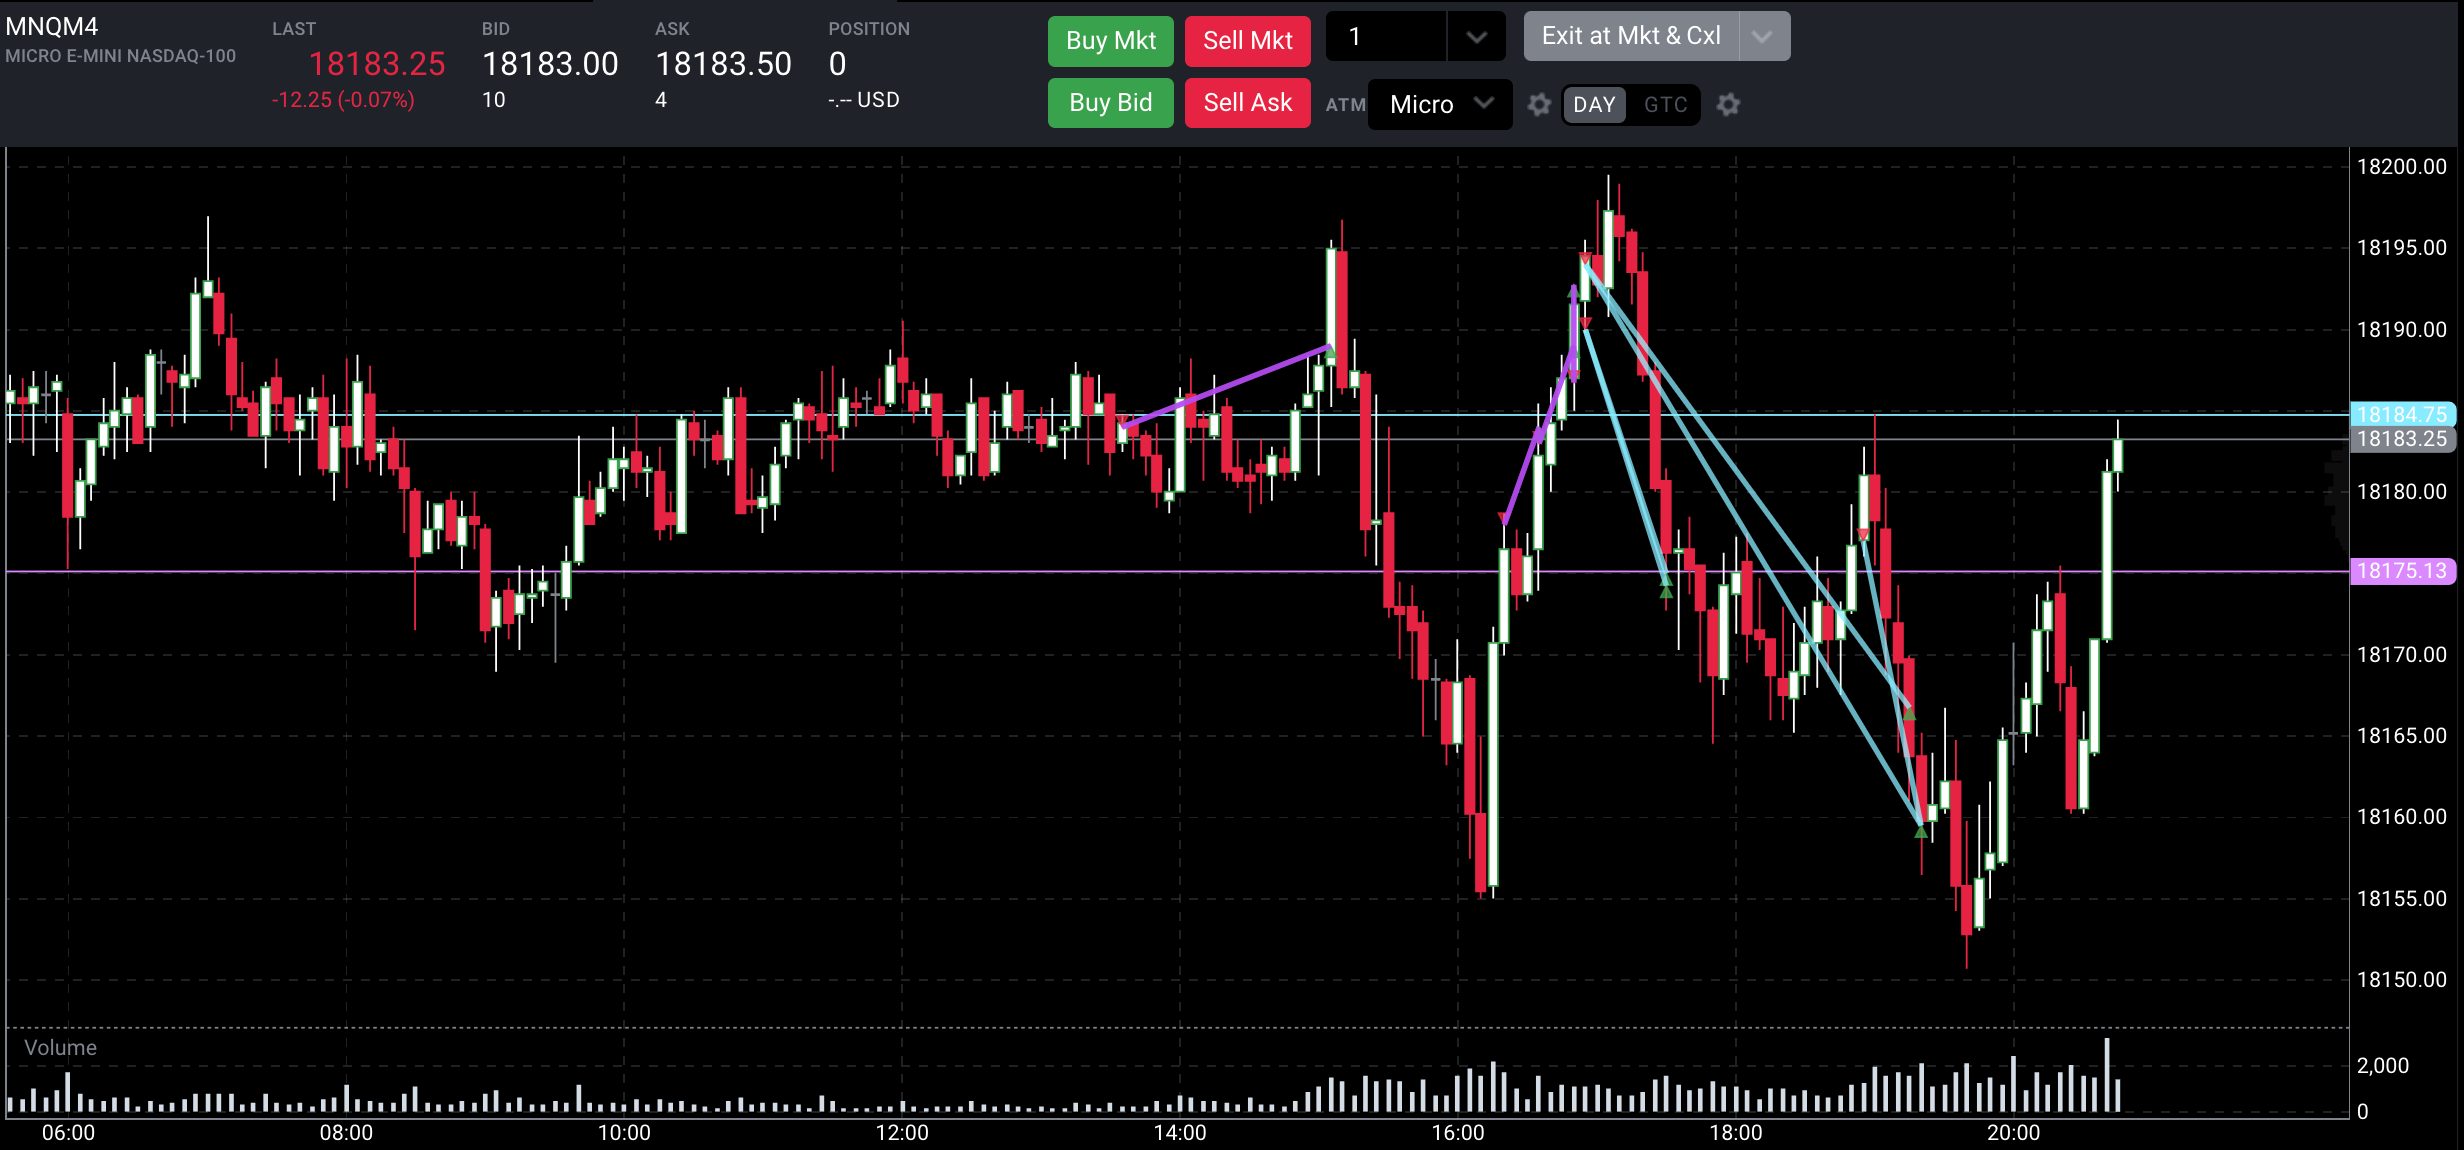 MNQM4
MICRO E-MINI NASDAQ-100
LAST
18183.25
-12.25 (-0.07%)
BID
18183.00
10
ASK
18183.50
4
POSITION
0
-.-- USD
Buy Mkt
Sell Mkt
1
Exit at Mkt & Cxl
Buy Bid
Sell Ask
ATM
Micro
DAY
GTC
18200.00
18195.00
18190.00
18184.75
18183.25
18180.00
18175.13
18170.00
18165.00
18160.00
18155.00
18150.00
Volume
2,000
0
06:00
08:00
10:00
12:00
14:00
16:00
18:00
20:00